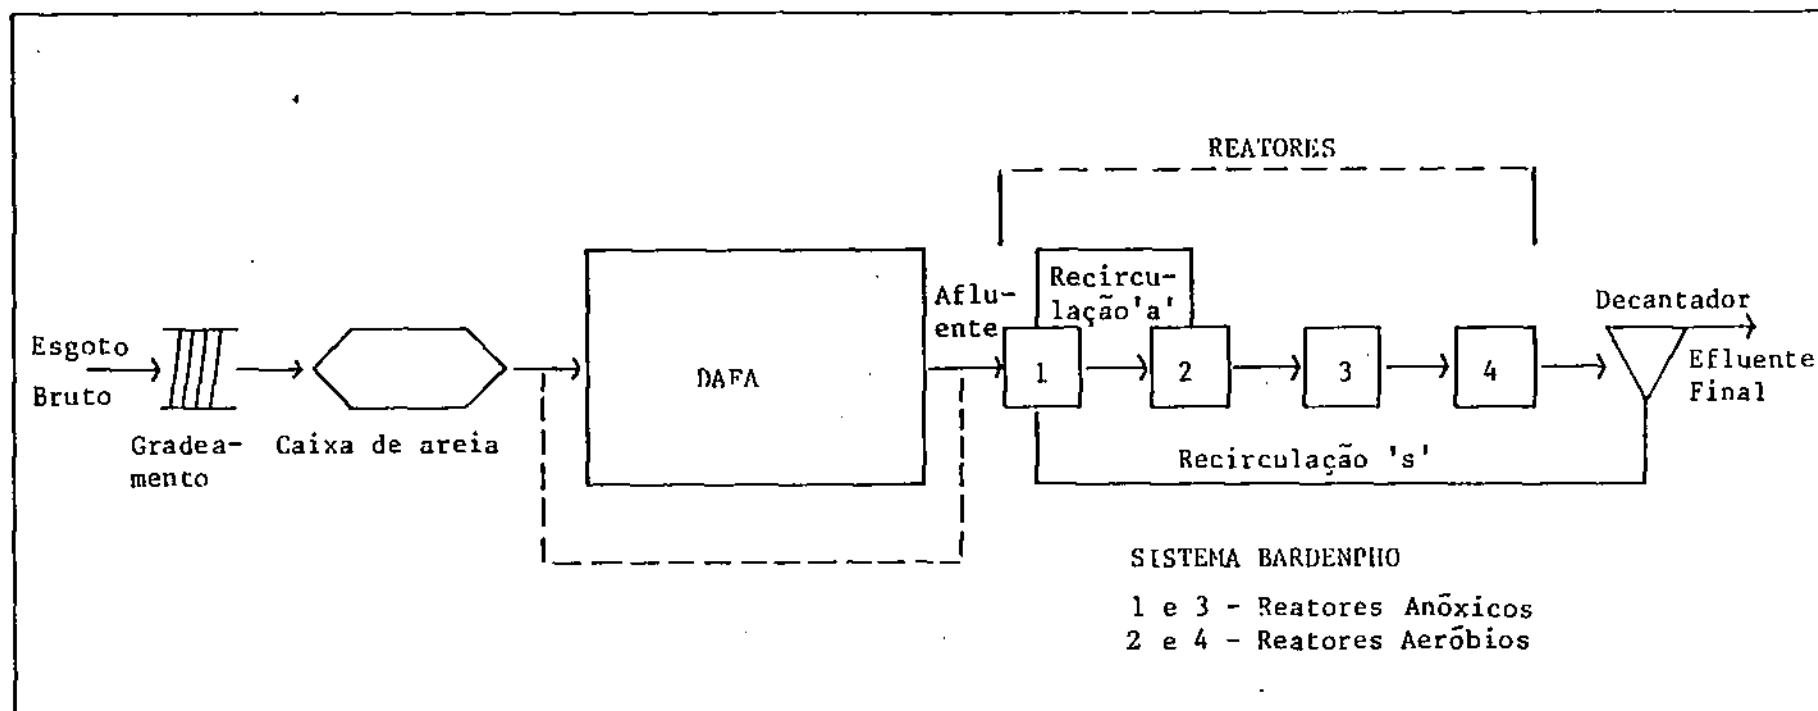 REATORES
Recircu-
lação 'a'
Aflu-
ente
Decantador
Esgoto
Bruto
DAFA
1
2
3
4
Efluente
Final
Gradea-
mento
Caixa de areia
Recirculação 's'
SISTEMA BARDENPHO
1 e 3 - Reatores Anóxicos
2 e 4 - Reatores Aeróbios